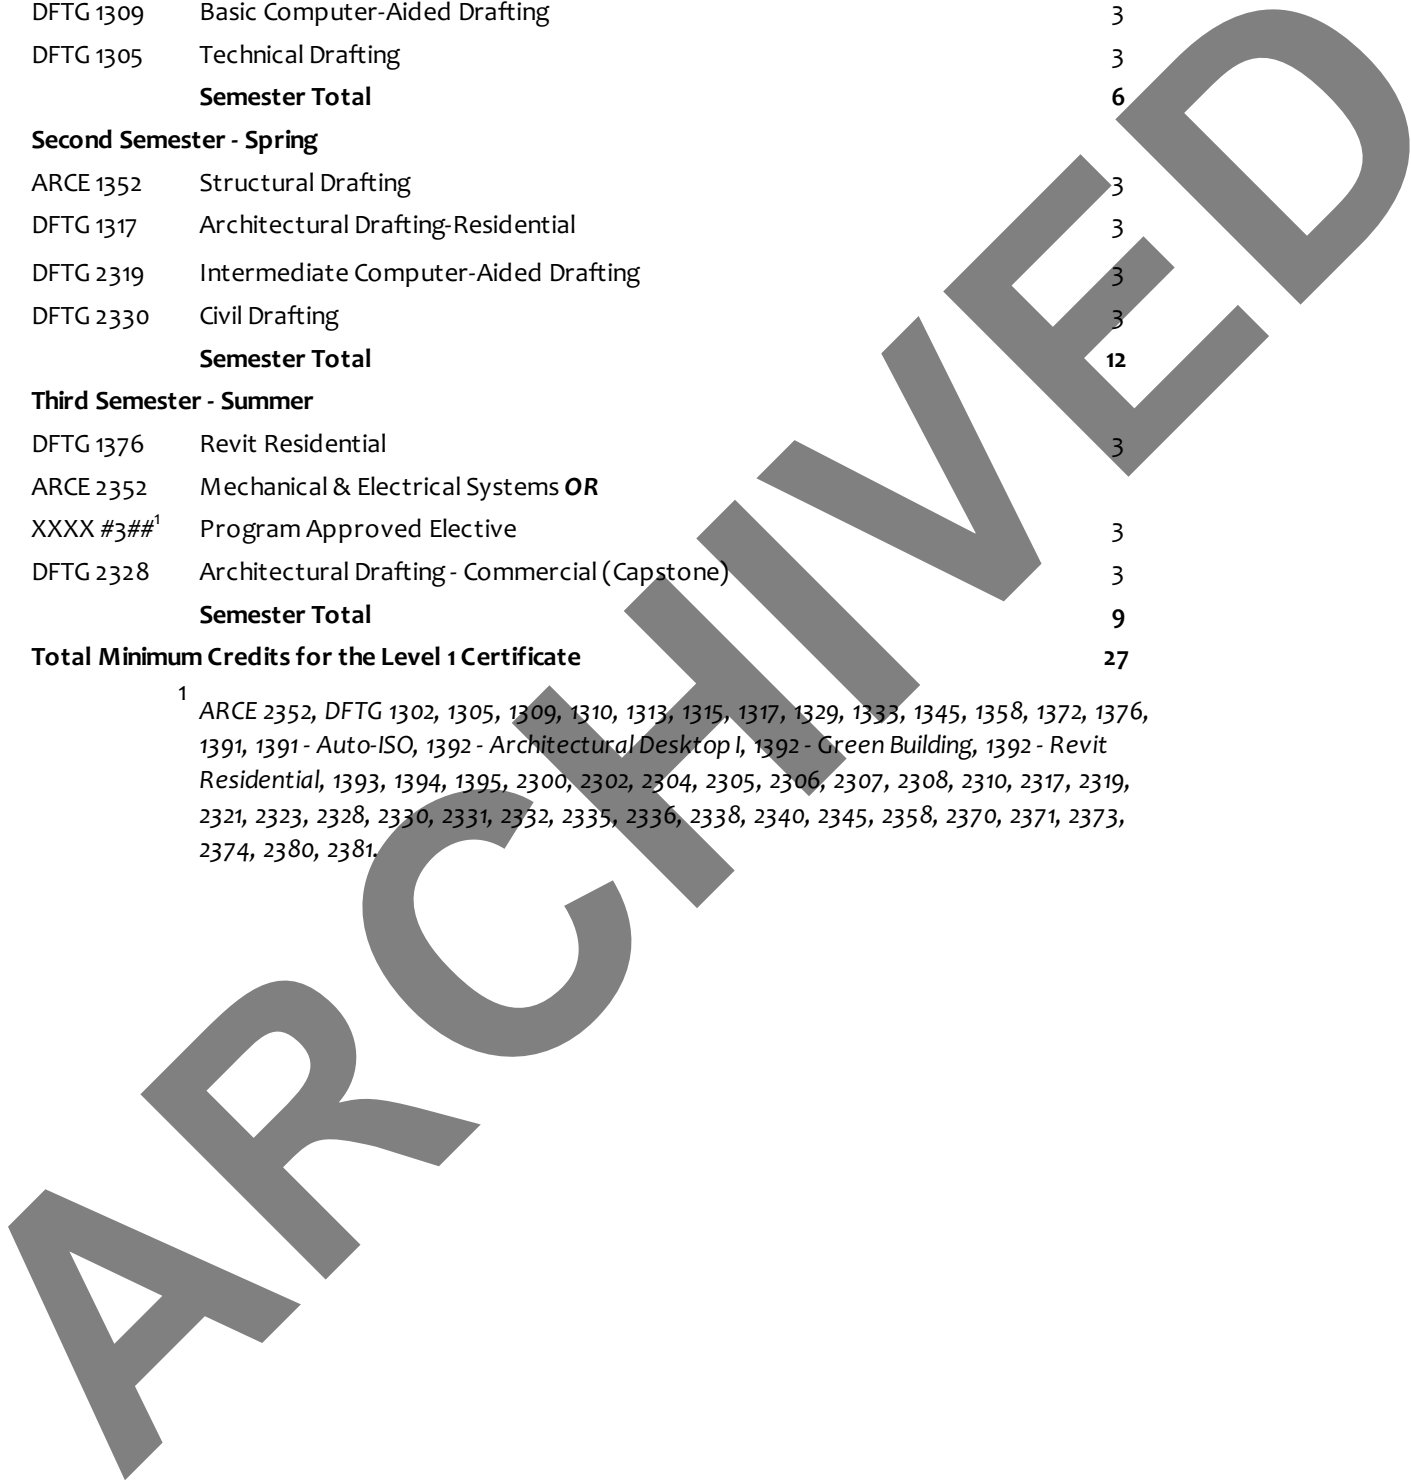 DFTG 1309 Basic Computer-Aided Drafting 3
DFTG 1305 Technical Drafting 3
Semester Total 6
Second Semester - Spring
ARCE 1352 Structural Drafting 3
DFTG 1317 Architectural Drafting-Residential 3
DFTG 2319 Intermediate Computer-Aided Drafting 3
DFTG 2330 Civil Drafting 3
Semester Total 12
Third Semester - Summer
DFTG 1376 Revit Residential 3
ARCE 2352 Mechanical & Electrical Systems OR
XXXX #3##1 Program Approved Elective 3
DFTG 2328 Architectural Drafting - Commercial (Capstone) 3
Semester Total 9
Total Minimum Credits for the Level 1 Certificate 27
1 ARCE 2352, DFTG 1302, 1305, 1309, 1310, 1313, 1315, 1317, 1329, 1333, 1345, 1358, 1372, 1376,
1391, 1391 - Auto-ISO, 1392 - Architectural Desktop I, 1392 - Green Building, 1392 - Revit
Residential, 1393, 1394, 1395, 2300, 2302, 2304, 2305, 2306, 2307, 2308, 2310, 2317, 2319,
2321, 2323, 2328, 2330, 2331, 2332, 2335, 2336, 2338, 2340, 2345, 2358, 2370, 2371, 2373,
2374, 2380, 2381.
ARCHIVED